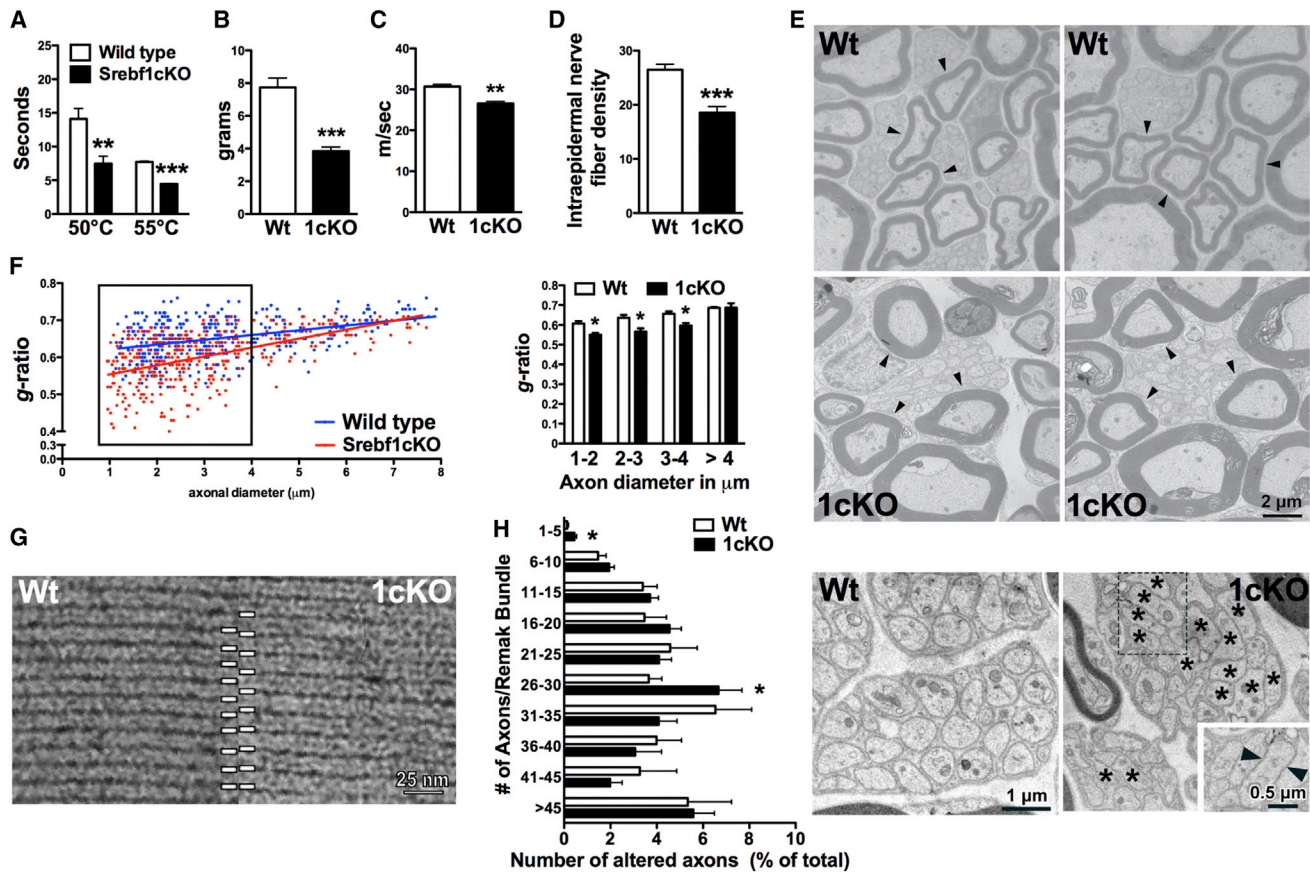 A
Wild type
Srebf1cKO
Seconds
25
20
15
10
5
0
**
***
50°C 55°C
B
grams
10
8
6
4
2
0
***
Wt 1cKO
C
m/sec
40
30
20
10
0
**
Wt 1cKO
D
Intraepidermal nerve
fiber density
30
20
10
0
***
Wt 1cKO
E
Wt
Wt
1cKO
1cKO
2 µm
F
g-ratio
0.8
0.7
0.6
0.5
0.4
0.3
0.0
Wild type
Srebf1cKO
0 1 2 3 4 5 6 7 8
axonal diameter (µm)
Wt 1cKO
g-ratio
0.8
0.7
0.6
0.5
0.4
0.3
0.2
0.1
0
* * *
1-2 2-3 3-4 > 4
Axon diameter in µm
G
Wt 1cKO
25 nm
H
Wt
1cKO
# of Axons/Remak Bundle
1-5
*
6-10
11-15
16-20
21-25
26-30
*
31-35
36-40
41-45
>45
0 2 4 6 8 10
Number of altered axons (% of total)
Wt
1 µm
1cKO
* * * * * * * * * * * *
* *
0.5 µm